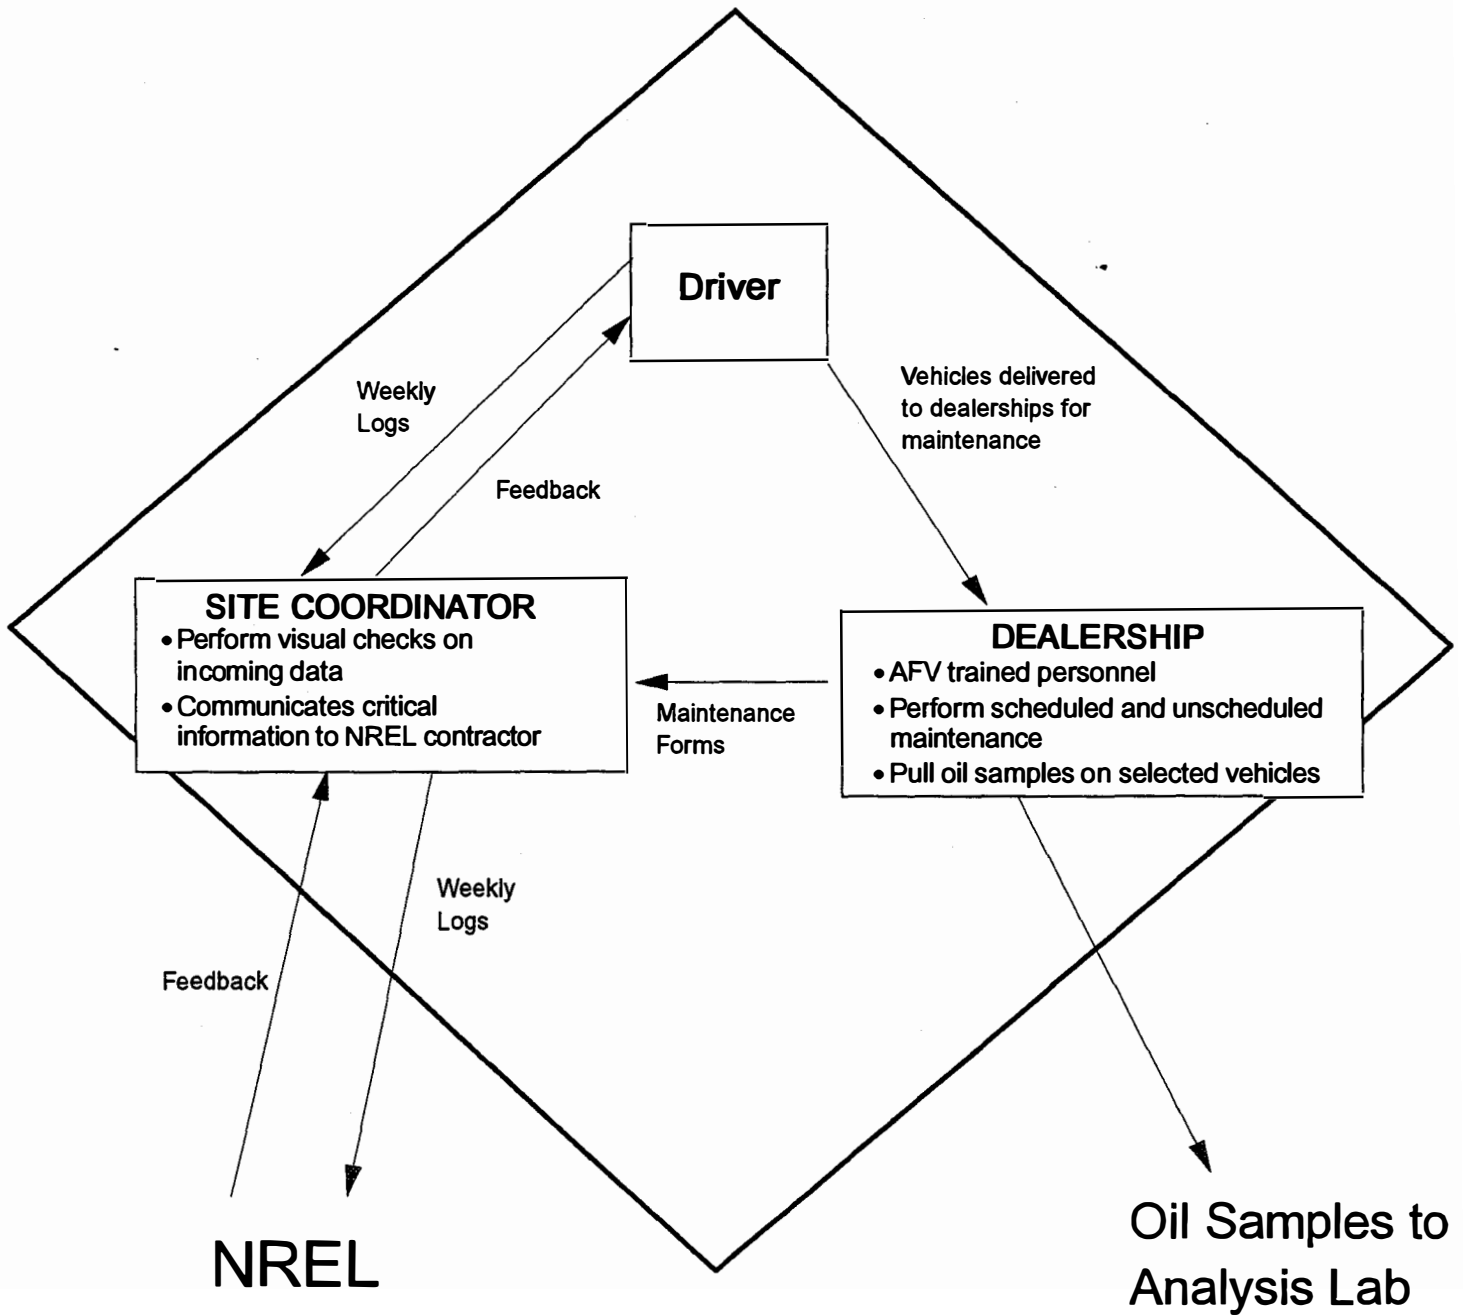 Driver
Weekly
Logs
Feedback
Vehicles delivered
to dealerships for
maintenance
SITE COORDINATOR
• Perform visual checks on
incoming data
• Communicates critical
information to NREL contractor
Maintenance
Forms
DEALERSHIP
• AFV trained personnel
• Perform scheduled and unscheduled
maintenance
• Pull oil samples on selected vehicles
Weekly
Logs
Feedback
NREL
Oil Samples to
Analysis Lab